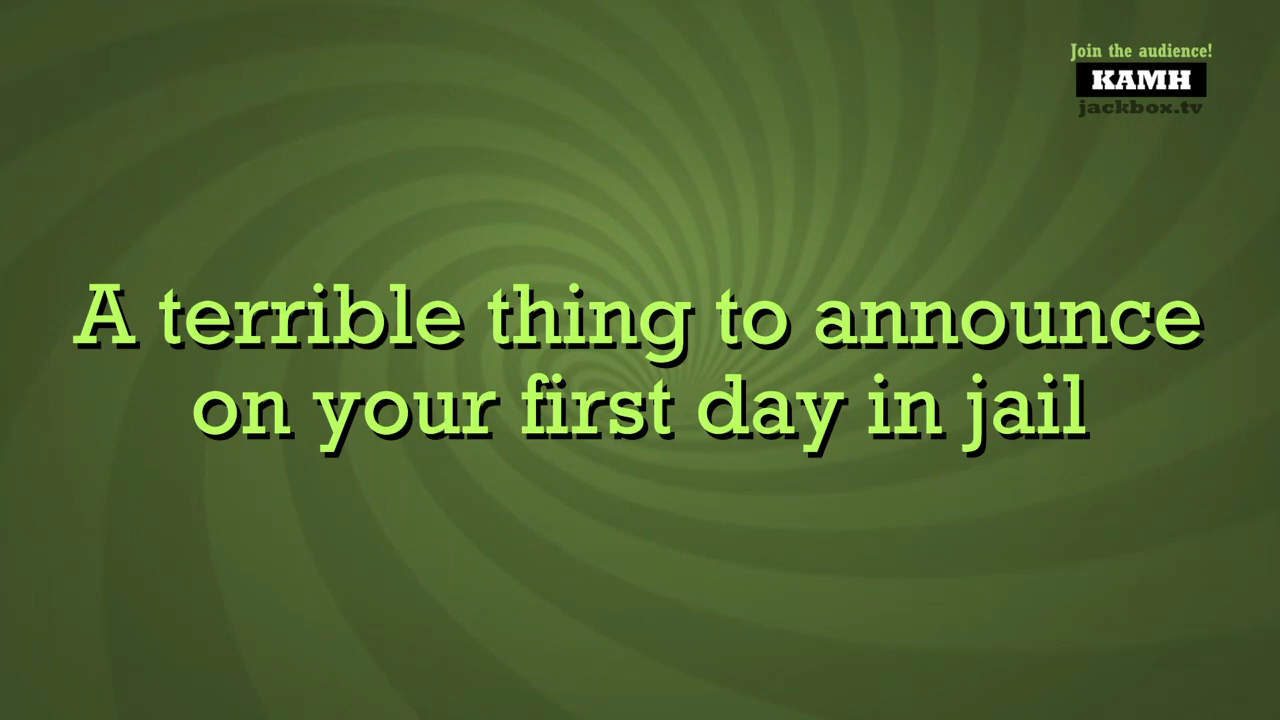 Join the audience!
KAMH
jackbox.tv
A terrible thing to announce
on your first day in jail